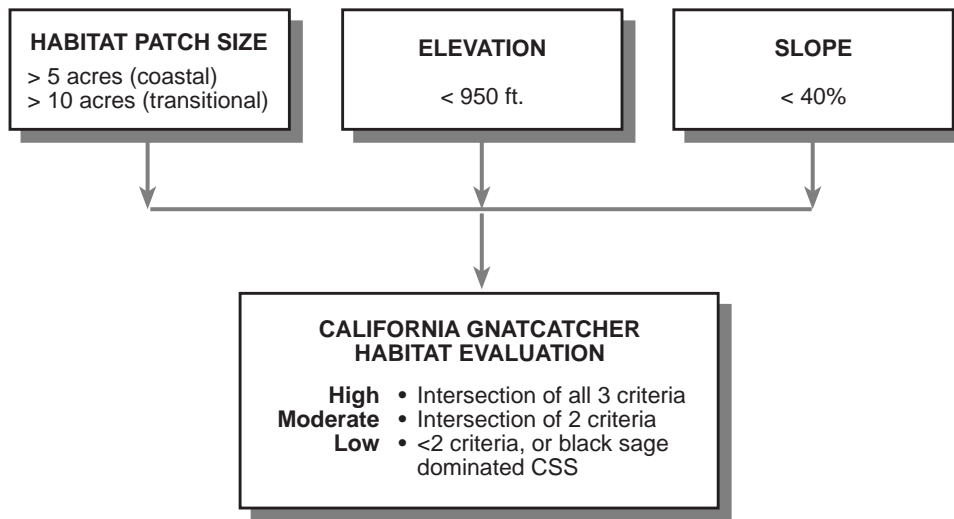 HABITAT PATCH SIZE
> 5 acres (coastal)
> 10 acres (transitional)
ELEVATION
< 950 ft.
SLOPE
< 40%
CALIFORNIA GNATCATCHER
HABITAT EVALUATION
High • Intersection of all 3 criteria
Moderate • Intersection of 2 criteria
Low • <2 criteria, or black sage
dominated CSS